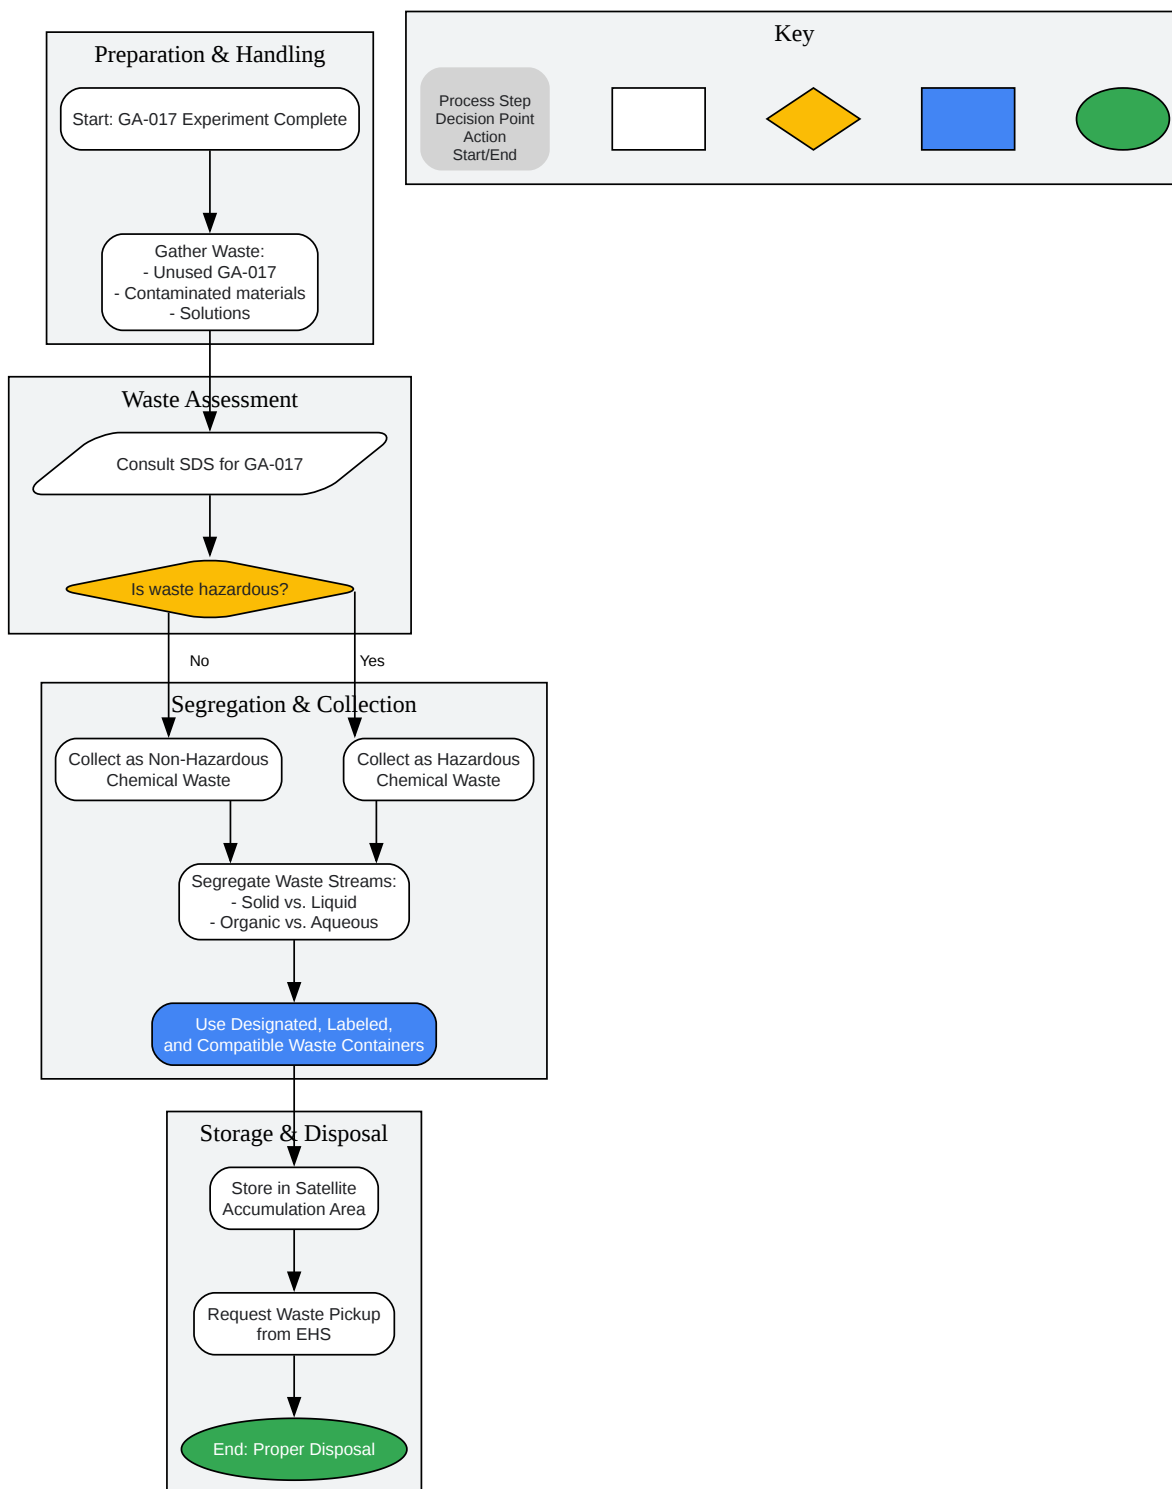 Preparation & Handling
Start: GA-017 Experiment Complete
Gather Waste:
- Unused GA-017
- Contaminated materials
- Solutions
Key
Process Step
Decision Point
Action
Start/End
Waste Assessment
Consult SDS for GA-017
Is waste hazardous?
No
Yes
Segregation & Collection
Collect as Non-Hazardous
Chemical Waste
Collect as Hazardous
Chemical Waste
Segregate Waste Streams:
- Solid vs. Liquid
- Organic vs. Aqueous
Use Designated, Labeled,
and Compatible Waste Containers
Storage & Disposal
Store in Satellite
Accumulation Area
Request Waste Pickup
from EHS
End: Proper Disposal